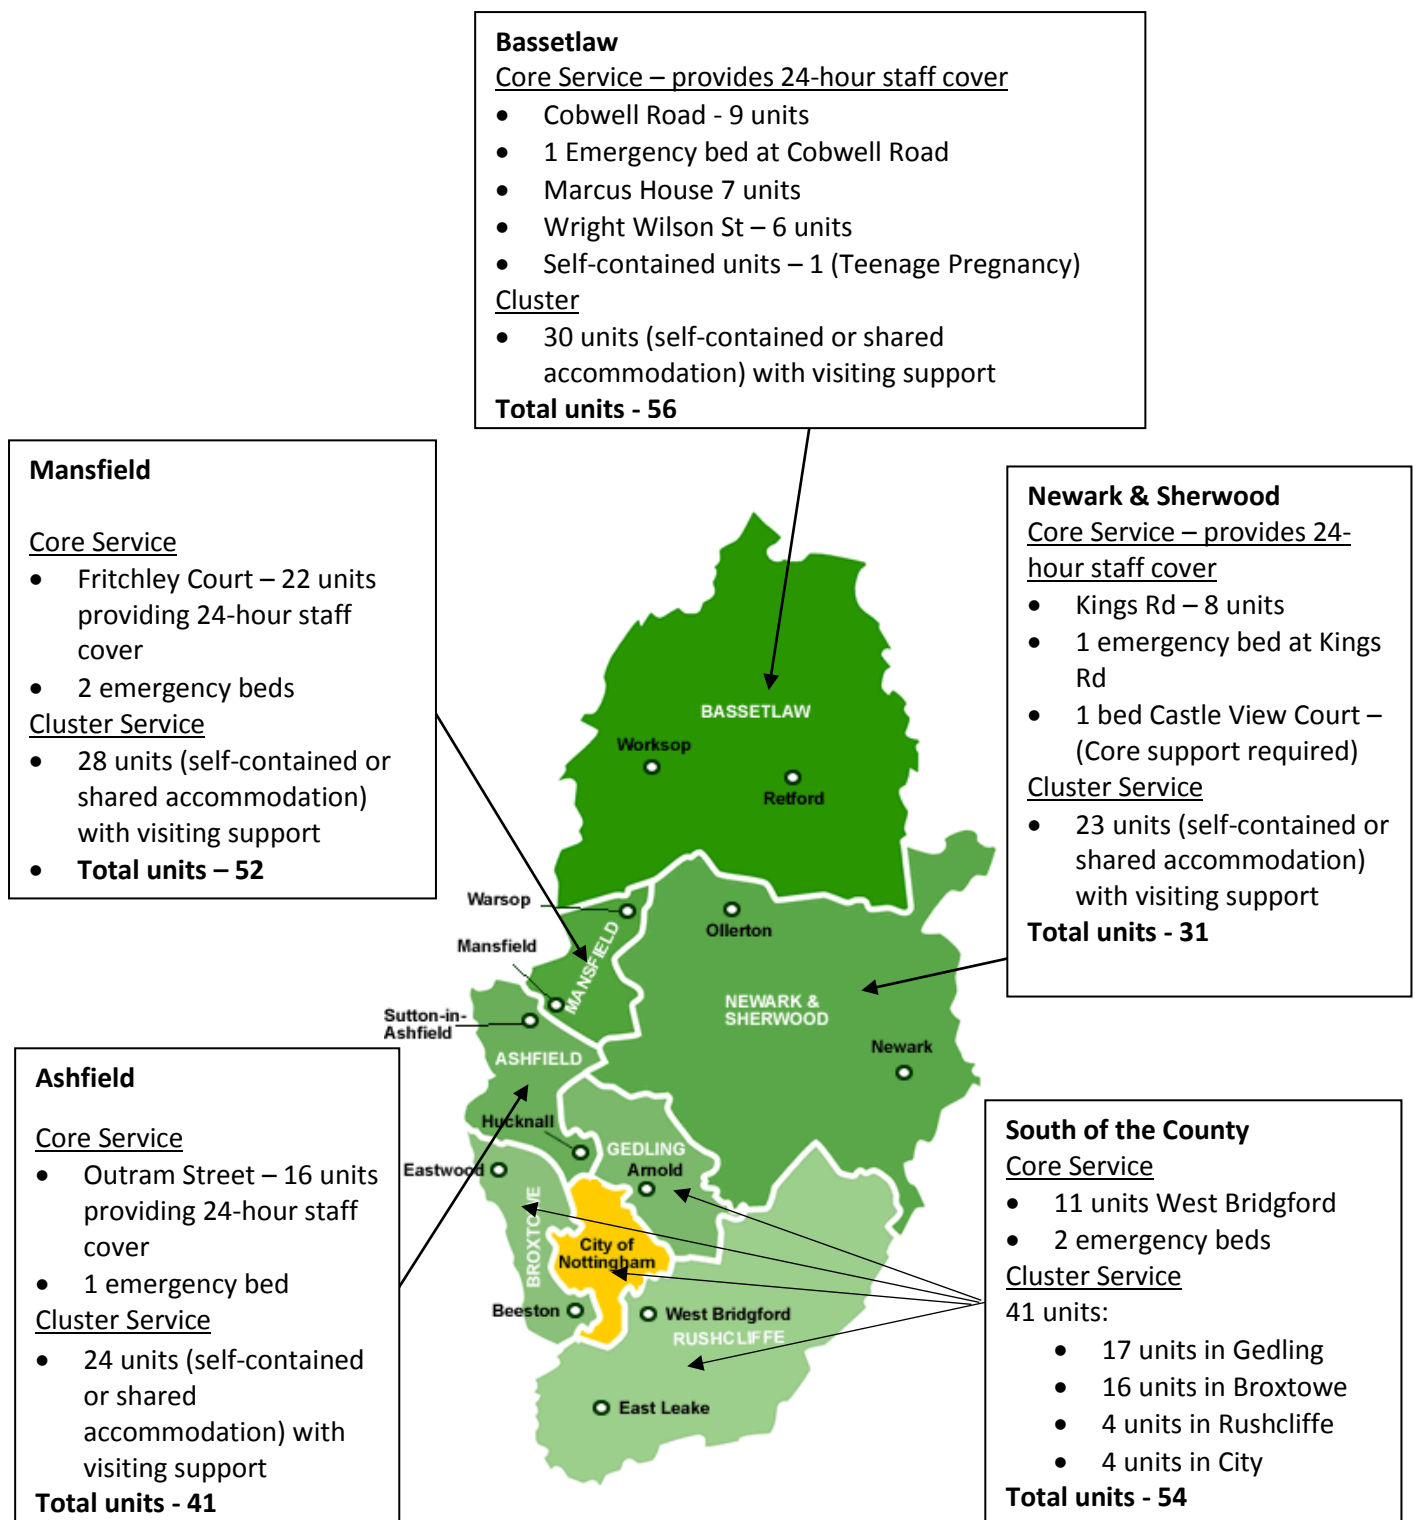 Bassetlaw
Core Service – provides 24-hour staff cover
• Cobwell Road - 9 units
• 1 Emergency bed at Cobwell Road
• Marcus House 7 units
• Wright Wilson St – 6 units
• Self-contained units – 1 (Teenage Pregnancy)
Cluster
• 30 units (self-contained or shared
accommodation) with visiting support
Total units - 56
Mansfield
Core Service
• Fritchley Court – 22 units
providing 24-hour staff
cover
• 2 emergency beds
Cluster Service
• 28 units (self-contained or
shared accommodation)
with visiting support
• Total units – 52
Newark & Sherwood
Core Service – provides 24-
hour staff cover
• Kings Rd – 8 units
• 1 emergency bed at Kings
Rd
• 1 bed Castle View Court –
(Core support required)
Cluster Service
• 23 units (self-contained or
shared accommodation)
with visiting support
Total units - 31
BASSETLAW
Worksop
Retford
Warsop
Ollerton
Mansfield
MANSFIELD
NEWARK &
SHERWOOD
Sutton-in-
Ashfield
ASHFIELD
Newark
Hucknall
GEDLING
Eastwood
Arnold
BROXTOWE
City of
Nottingham
Beeston
West Bridgford
RUSHCLIFFE
East Leake
Ashfield
Core Service
• Outram Street – 16 units
providing 24-hour staff
cover
• 1 emergency bed
Cluster Service
• 24 units (self-contained
or shared
accommodation) with
visiting support
Total units - 41
South of the County
Core Service
• 11 units West Bridgford
• 2 emergency beds
Cluster Service
41 units:
• 17 units in Gedling
• 16 units in Broxtowe
• 4 units in Rushcliffe
• 4 units in City
Total units - 54